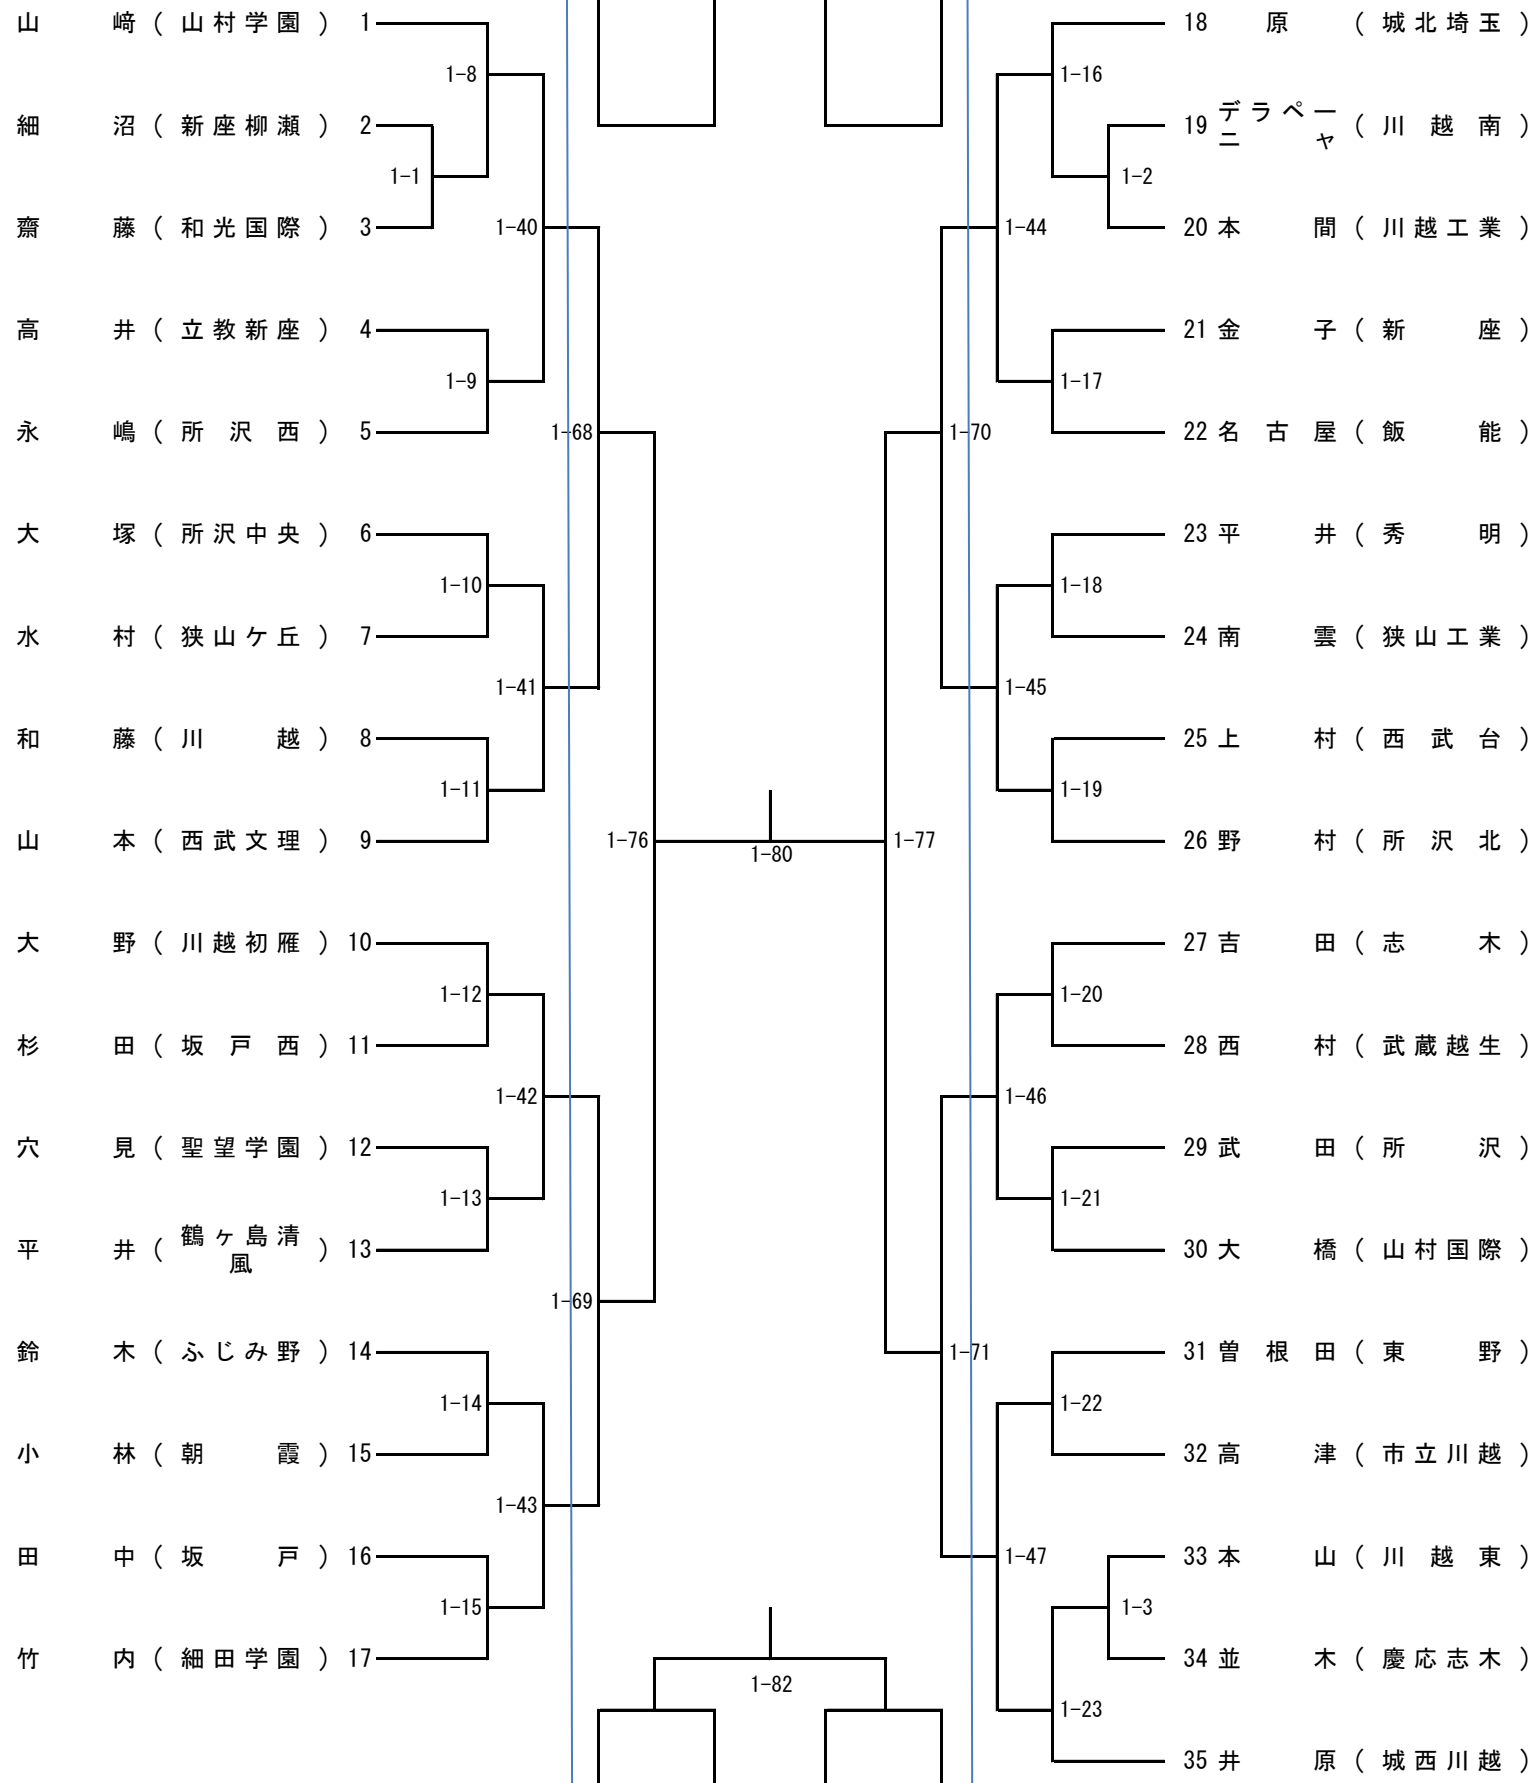 山﨑(山村学園) 1
1-8
細沼(新座柳瀬) 2
1-1
齋藤(和光国際) 3
1-40
高井(立教新座) 4
1-9
永嶋(所沢西) 5
1-68
大塚(所沢中央) 6
1-10
水村(狭山ケ丘) 7
1-41
和藤(川越) 8
1-11
山本(西武文理) 9
1-76
大野(川越初雁) 10
1-12
杉田(坂戸西) 11
1-42
穴見(聖望学園) 12
1-13
平井(鶴ヶ島清風) 13
1-69
鈴木(ふじみ野) 14
1-14
小林(朝霞) 15
1-43
田中(坂戸) 16
1-15
竹内(細田学園) 17
1-80
1-82
18 原(城北埼玉)
1-16
19 デラペーニャ(川越南)
1-2
20 本間(川越工業)
1-44
21 金子(新座)
1-17
22 名古屋(飯能)
1-70
23 平井(秀明)
1-18
24 南雲(狭山工業)
1-45
25 上村(西武台)
1-19
26 野村(所沢北)
1-77
27 吉田(志木)
1-20
28 西村(武蔵越生)
1-46
29 武田(所沢)
1-21
30 大橋(山村国際)
1-71
31 曽根田(東野)
1-22
32 高津(市立川越)
1-47
33 本山(川越東)
1-3
34 並木(慶応志木)
1-23
35 井原(城西川越)